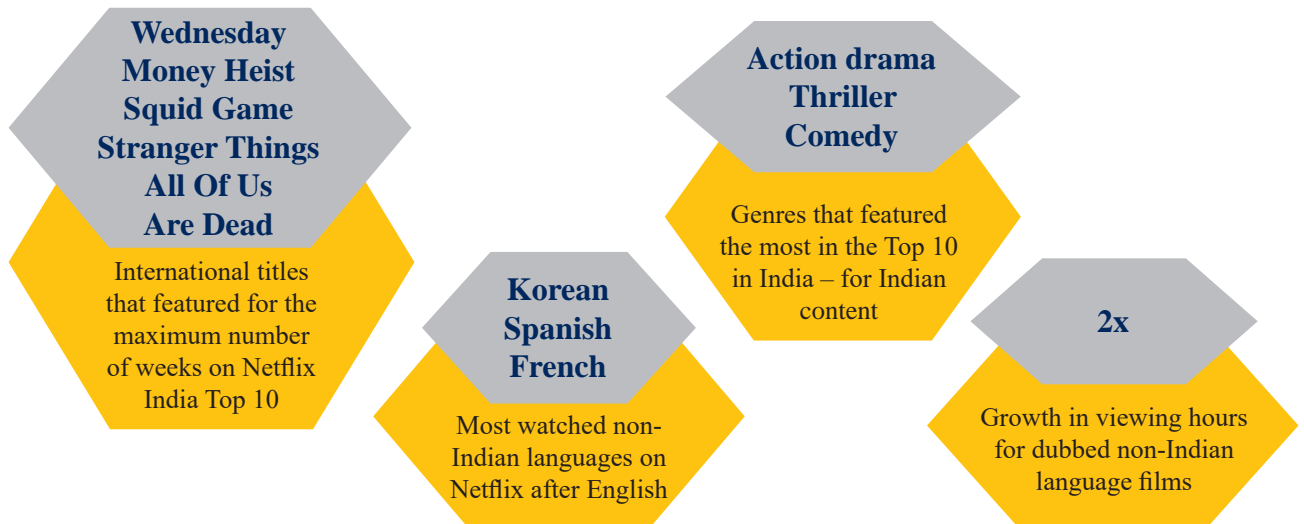 Wednesday
Money Heist
Squid Game
Stranger Things
All Of Us
Are Dead
International titles
that featured for the
maximum number
of weeks on Netflix
India Top 10
Korean
Spanish
French
Most watched non-
Indian languages on
Netflix after English
Action drama
Thriller
Comedy
Genres that featured
the most in the Top 10
in India – for Indian
content
2x
Growth in viewing hours
for dubbed non-Indian
language films